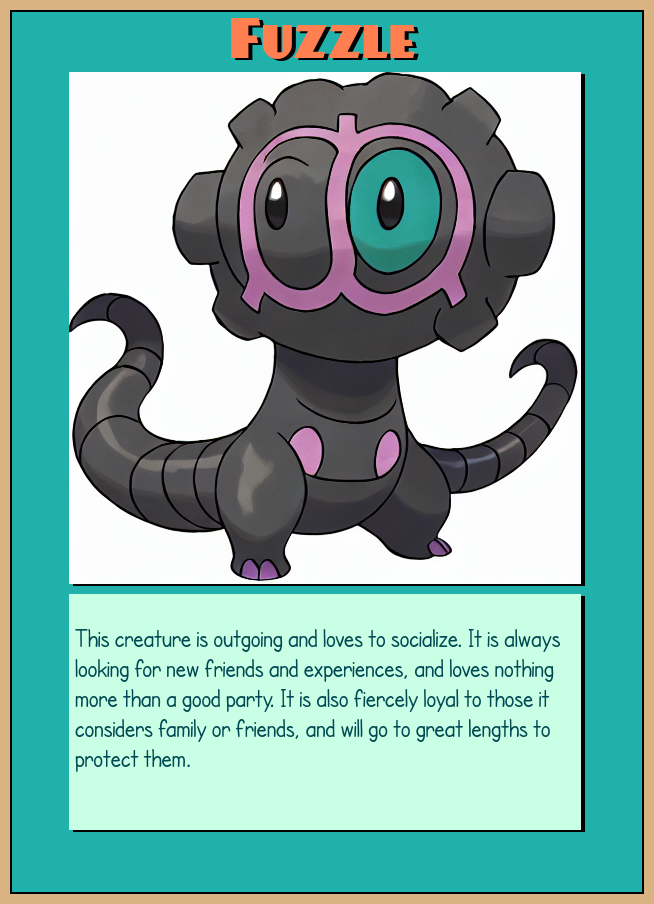 Fuzzle
This creature is outgoing and loves to socialize. It is always
looking for new friends and experiences, and loves nothing
more than a good party. It is also fiercely loyal to those it
considers family or friends, and will go to great lengths to
protect them.